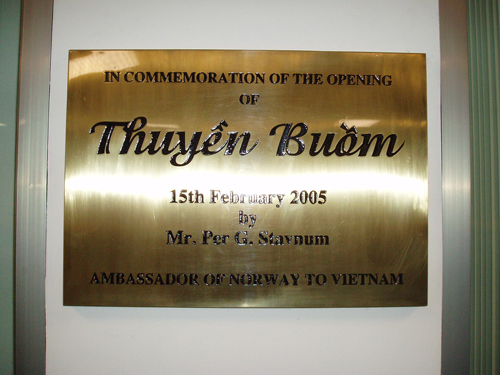 IN COMMEMORATION OF THE OPENING
OF
Thuyền Buồm
15th February 2005
by
Mr. Per G. Stavnum
AMBASSADOR OF NORWAY TO VIETNAM